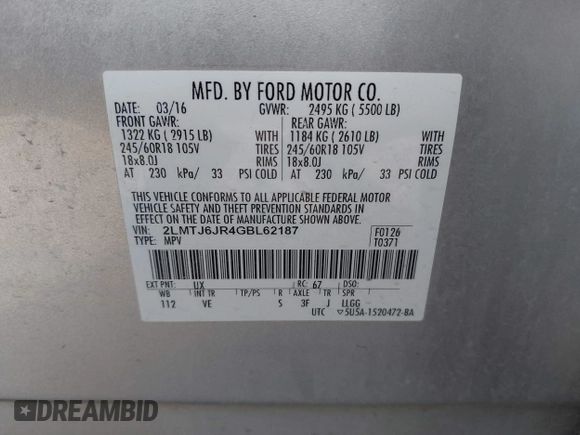 MFD. BY FORD MOTOR CO.
DATE: 03/16 GVWR: 2495 KG ( 5500 LB)
FRONT GAWR: REAR GAWR:
1322 KG ( 2915 LB) WITH 1184 KG ( 2610 LB) WITH
245/60R18 105V TIRES 245/60R18 105V TIRES
18x8.0J RIMS 18x8.0J RIMS
AT 230 kPa/ 33 PSI COLD AT 230 kPa/ 33 PSI COLD
THIS VEHICLE CONFORMS TO ALL APPLICABLE FEDERAL MOTOR
VEHICLE SAFETY AND THEFT PREVENTION STANDARDS IN
EFFECT ON THE DATE OF MANUFACTURE SHOWN ABOVE.
VIN: 2LMTJ6JR4GBL62187 F0126
TYPE: MPV T0371
EXT PNT: UX RC: 67 DSO:
WB INT TR TP/PS R AXLE TR SPR
112 VE S 3F J LLGG
UTC ▽5U5A-1520472-BA
DREAMBID